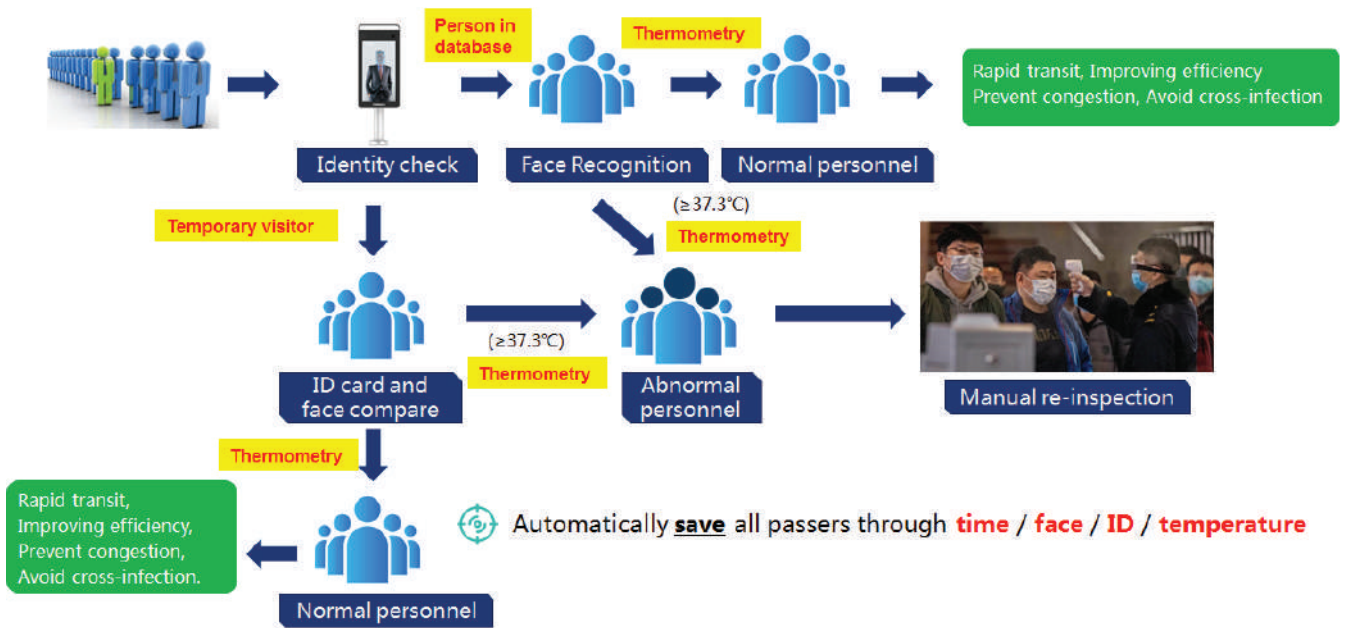 Person in
database
Thermometry
Rapid transit, Improving efficiency
Prevent congestion, Avoid cross-infection
Identity check
Face Recognition
Normal personnel
Temporary visitor
(≥37.3℃)
Thermometry
(≥37.3℃)
Thermometry
ID card and
face compare
Abnormal
personnel
Manual re-inspection
Thermometry
Rapid transit,
Improving efficiency,
Prevent congestion,
Avoid cross-infection.
Automatically save all passers through time / face / ID / temperature
Normal personnel